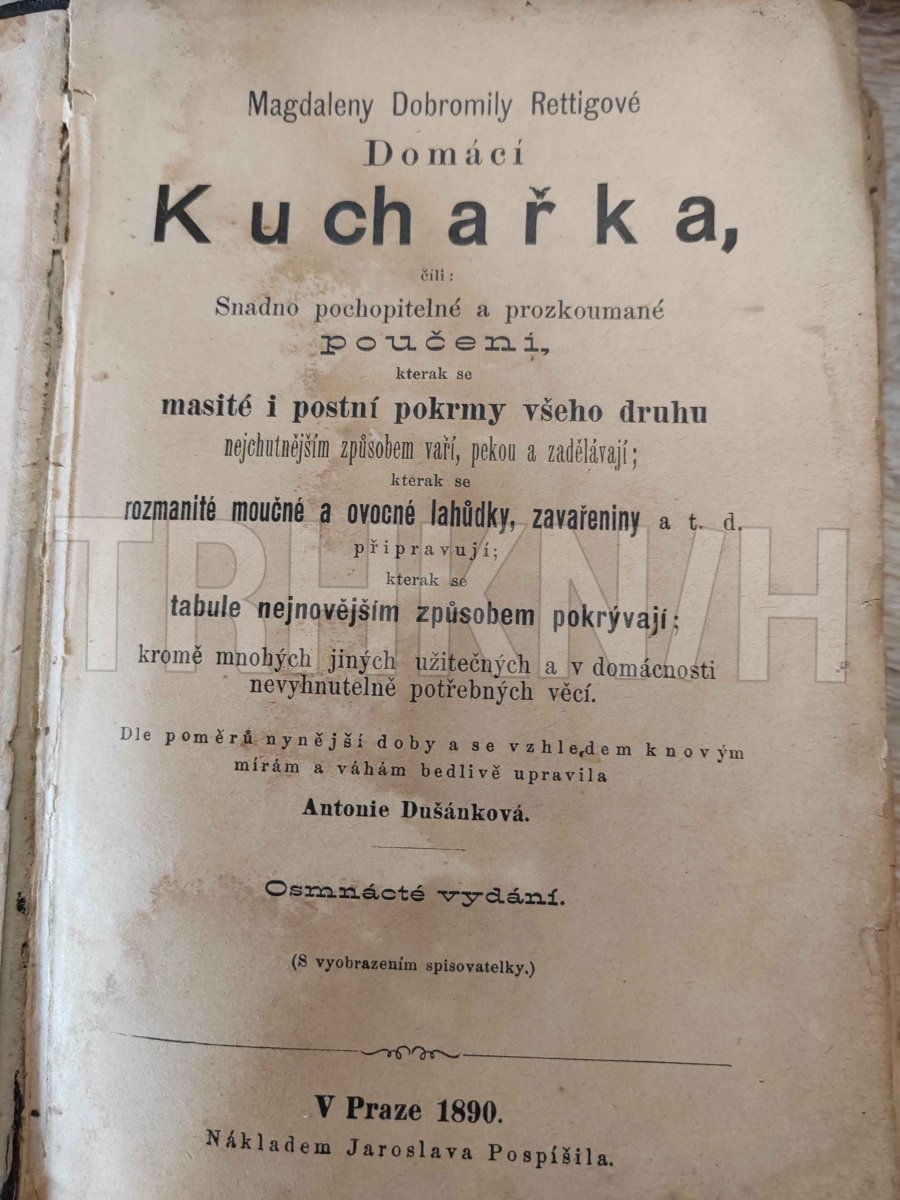 Magdaleny Dobromily Rettigové
Domácí
Kuchařka,
čili:
Snadno pochopitelné a prozkoumané
poučení,
kterak se
masité i postní pokrmy všeho druhu
nejchutnějším způsobem vaří, pekou a zadělávají;
kterak se
rozmanité moučné a ovocné lahůdky, zavařeniny a t. d.
připravují;
kterak se
tabule nejnovějším způsobem pokrývají;
kromě mnohých jiných užitečných a v domácnosti
nevyhnutelně potřebných věcí.
Dle poměrů nynější doby a se vzhledem k novým
mírám a váhám bedlivě upravila
Antonie Dušánková.
Osmnácté vydání.
(S vyobrazením spisovatelky.)
V Praze 1890.
Nákladem Jaroslava Pospíšila.
TRHKNIH